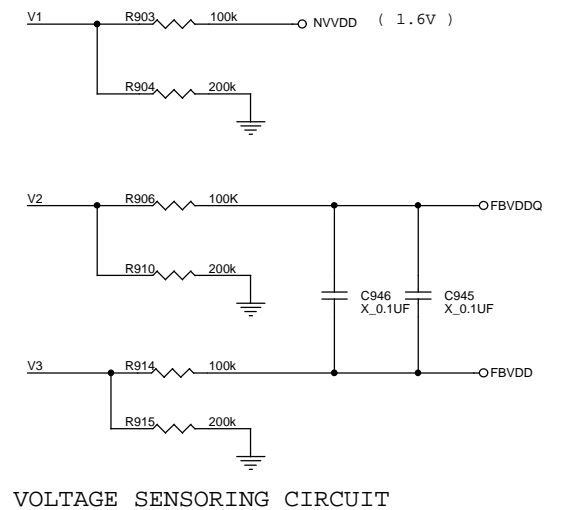 V1 R903 100k NVVDD ( 1.6V )
R904 200k
V2 R906 100K FBVDDQ
R910 200k
C946 C945
X_0.1UF X_0.1UF
V3 R914 100k FBVDD
R915 200k
VOLTAGE SENSORING CIRCUIT